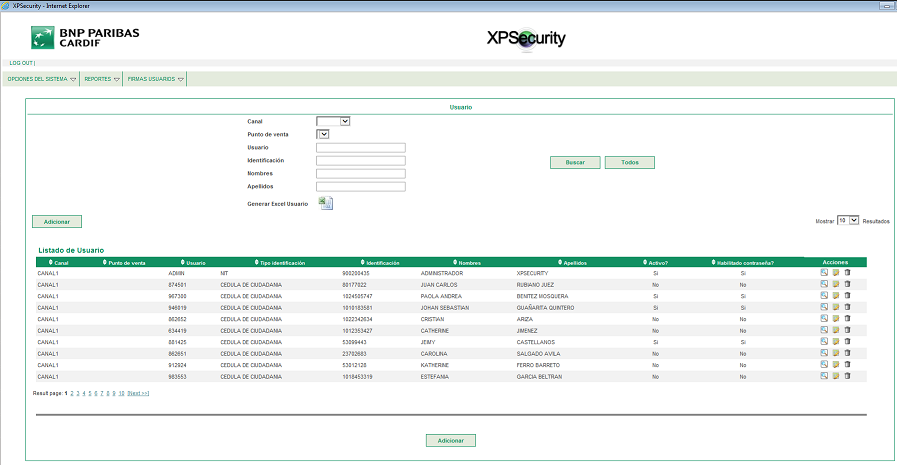 XPSecurity - Internet Explorer
BNP PARIBAS
CARDIF
XPSecurity
LOG OUT |
OPCIONES DEL SISTEMA REPORTES FIRMAS USUARIOS
Usuario
Canal
Punto de venta
Usuario
Identificación
Nombres
Apellidos
Buscar Todos
Generar Excel Usuario
Adicionar
Mostrar 10 Resultados
Listado de Usuario
Canal Punto de venta Usuario Tipo identificación Identificación Nombres Apellidos Activo? Habilitado contraseña? Acciones
CANAL1 ADMIN NIT 900200435 ADMINISTRADOR XPSECURITY Si Si
CANAL1 874501 CEDULA DE CIUDADANIA 80177022 JUAN CARLOS RUBIANO JUEZ No No
CANAL1 967300 CEDULA DE CIUDADANIA 1024505747 PAOLA ANDREA BENITEZ MOSQUERA Si Si
CANAL1 946019 CEDULA DE CIUDADANIA 1010183581 JOHAN SEBASTIAN GUAÑARITA QUINTERO Si Si
CANAL1 862652 CEDULA DE CIUDADANIA 1022342634 CRISTIAN ARIZA No No
CANAL1 634419 CEDULA DE CIUDADANIA 1012353427 CATHERINE JIMENEZ No No
CANAL1 881425 CEDULA DE CIUDADANIA 53099443 JEIMY CASTELLANOS Si Si
CANAL1 862651 CEDULA DE CIUDADANIA 23702683 CAROLINA SALGADO AVILA No No
CANAL1 912924 CEDULA DE CIUDADANIA 53012128 KATHERINE FERRO BARRETO No No
CANAL1 983553 CEDULA DE CIUDADANIA 1018453319 ESTEFANIA GARCIA BELTRAN No No
Result page: 1 2 3 4 5 6 7 8 9 10 [Next >>]
Adicionar